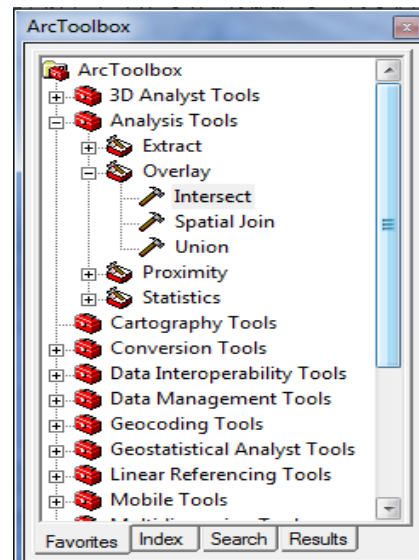 ArcToolbox
ArcToolbox
3D Analyst Tools
Analysis Tools
Extract
Overlay
Intersect
Spatial Join
Union
Proximity
Statistics
Cartography Tools
Conversion Tools
Data Interoperability Tools
Data Management Tools
Geocoding Tools
Geostatistical Analyst Tools
Linear Referencing Tools
Mobile Tools
Favorites Index Search Results